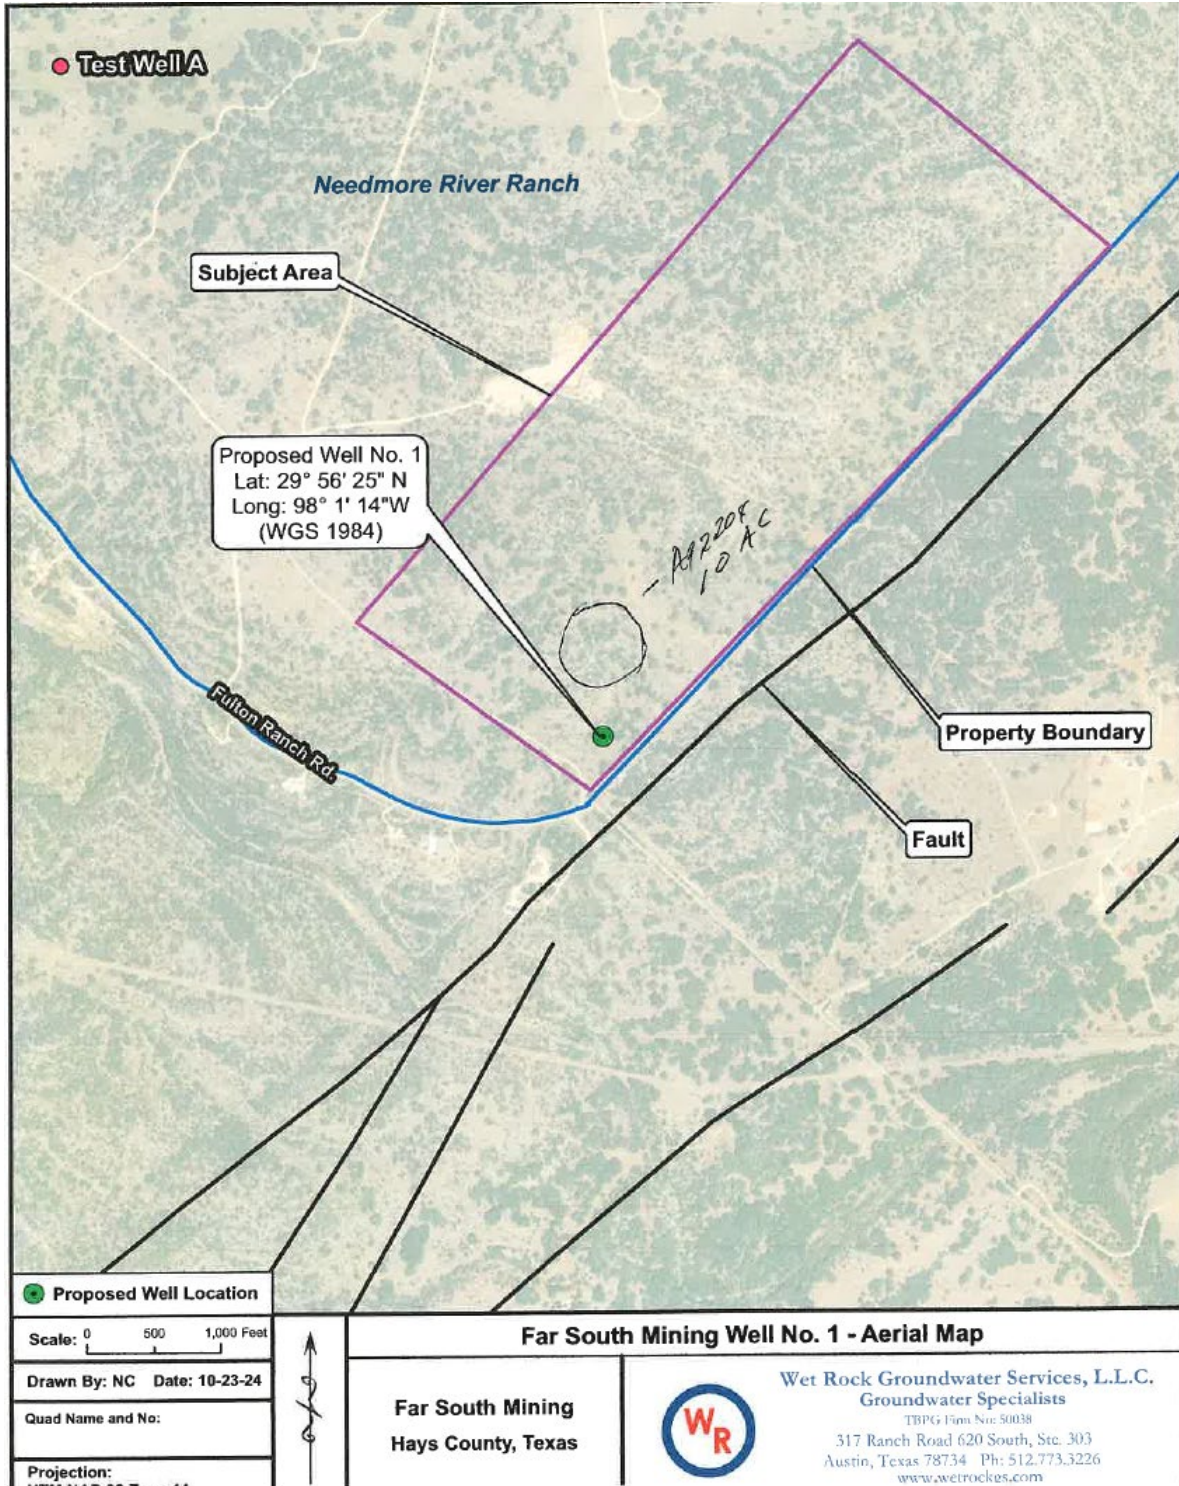 Test Well A
Needmore River Ranch
Subject Area
Proposed Well No. 1
Lat: 29° 56' 25" N
Long: 98° 1' 14"W
(WGS 1984)
10 AC
Fulton Ranch Rd.
Property Boundary
Fault
Proposed Well Location
Scale: 0 500 1,000 Feet
Drawn By: NC Date: 10-23-24
Quad Name and No:
Projection:
Far South Mining Well No. 1 - Aerial Map
Far South Mining
Hays County, Texas
WR
Wet Rock Groundwater Services, L.L.C.
Groundwater Specialists
TBPG Firm No: 50038
317 Ranch Road 620 South, Ste. 303
Austin, Texas 78734 Ph: 512.773.3226
www.wetrockgs.com